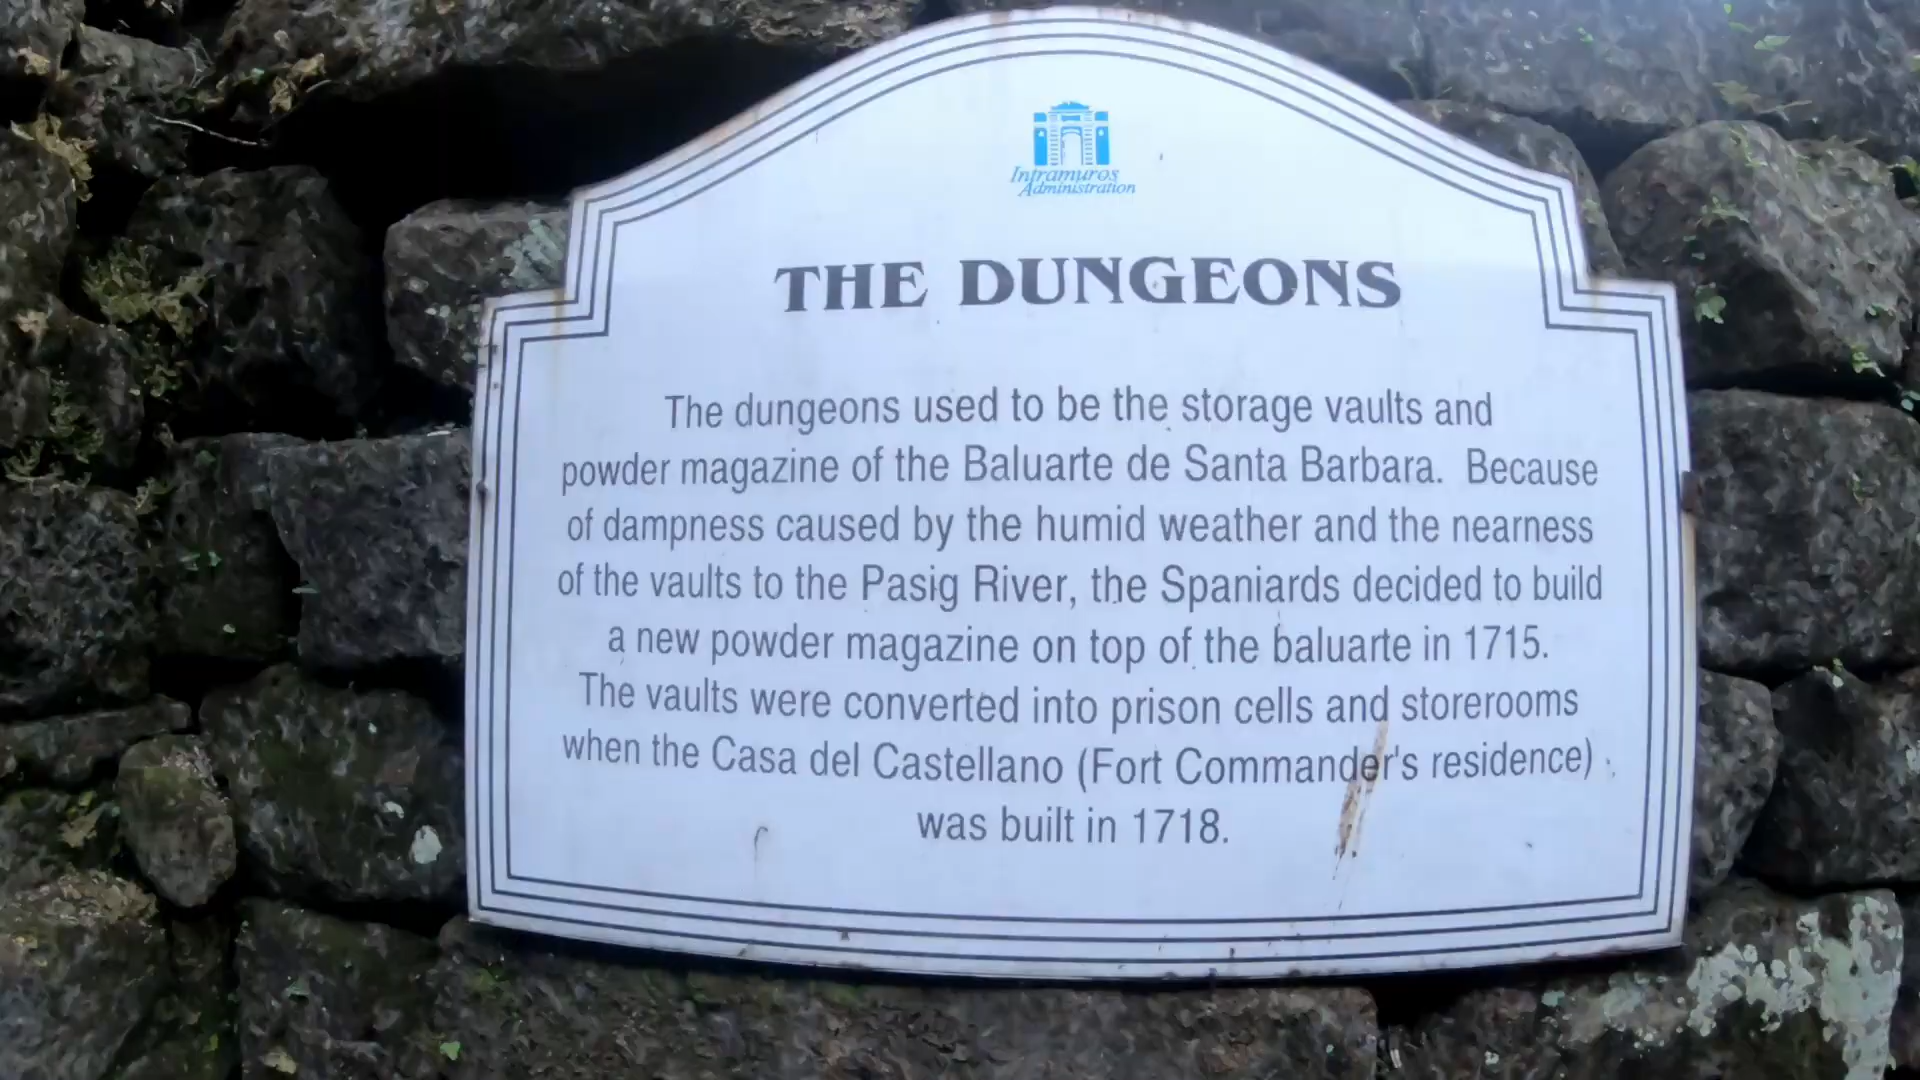 Intramuros
Administration
THE DUNGEONS
The dungeons used to be the storage vaults and
powder magazine of the Baluarte de Santa Barbara. Because
of dampness caused by the humid weather and the nearness
of the vaults to the Pasig River, the Spaniards decided to build
a new powder magazine on top of the baluarte in 1715.
The vaults were converted into prison cells and storerooms
when the Casa del Castellano (Fort Commander's residence)
was built in 1718.